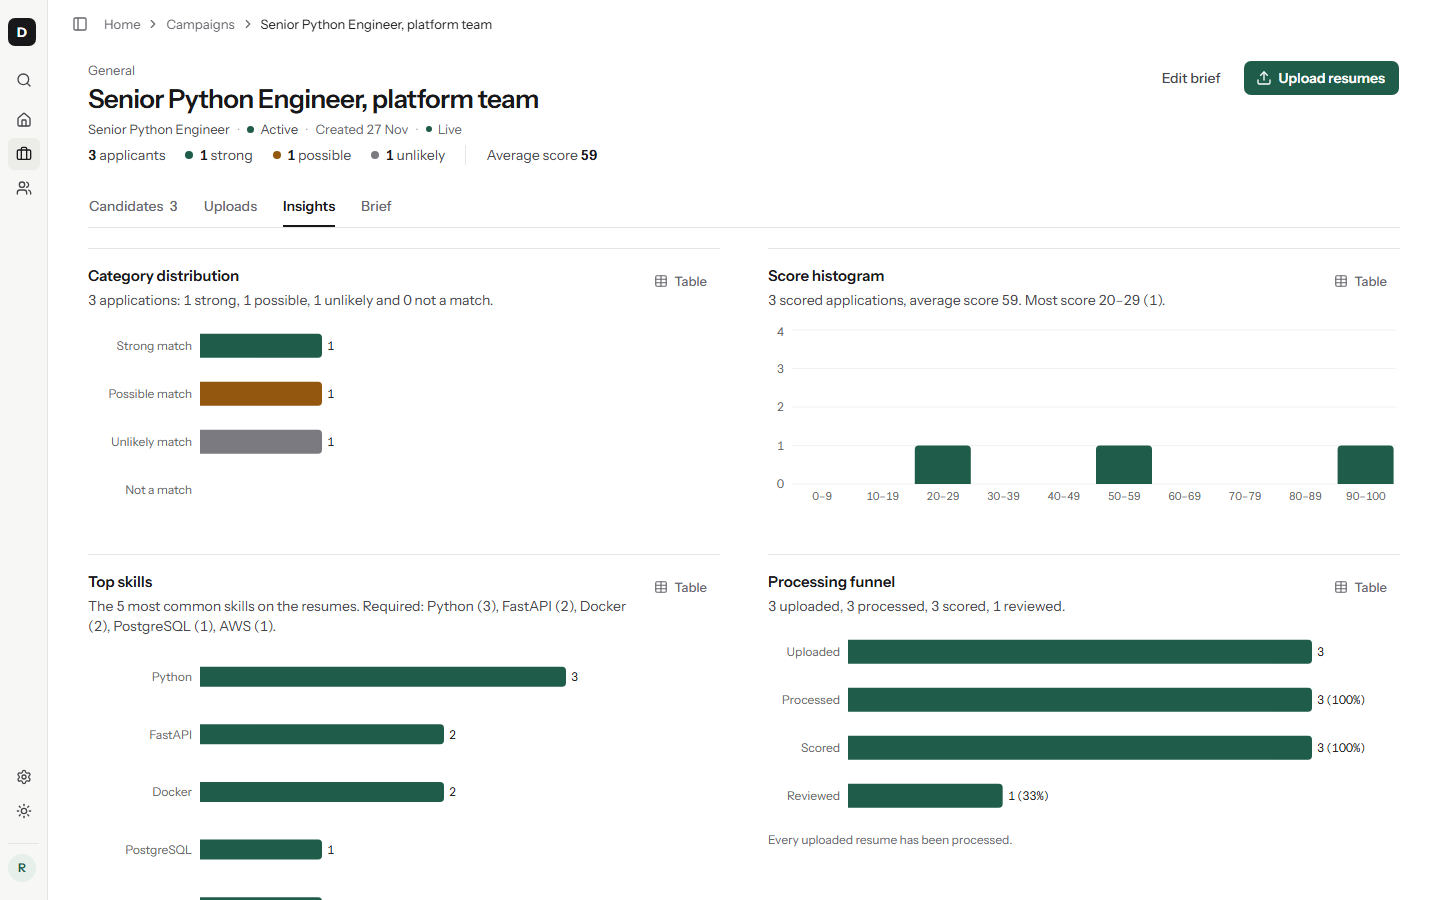 D
Home > Campaigns > Senior Python Engineer, platform team
General
Senior Python Engineer, platform team
Senior Python Engineer · Active · Created 27 Nov · Live
3 applicants 1 strong 1 possible 1 unlikely Average score 59
Edit brief
Upload resumes
Candidates 3 Uploads Insights Brief
Category distribution
Table
3 applications: 1 strong, 1 possible, 1 unlikely and 0 not a match.
Strong match 1
Possible match 1
Unlikely match 1
Not a match
Score histogram
Table
3 scored applications, average score 59. Most score 20–29 (1).
4
3
2
1
0
0–9 10–19 20–29 30–39 40–49 50–59 60–69 70–79 80–89 90–100
Top skills
Table
The 5 most common skills on the resumes. Required: Python (3), FastAPI (2), Docker
(2), PostgreSQL (1), AWS (1).
Python 3
FastAPI 2
Docker 2
PostgreSQL 1
Processing funnel
Table
3 uploaded, 3 processed, 3 scored, 1 reviewed.
Uploaded 3
Processed 3 (100%)
Scored 3 (100%)
Reviewed 1 (33%)
Every uploaded resume has been processed.
R